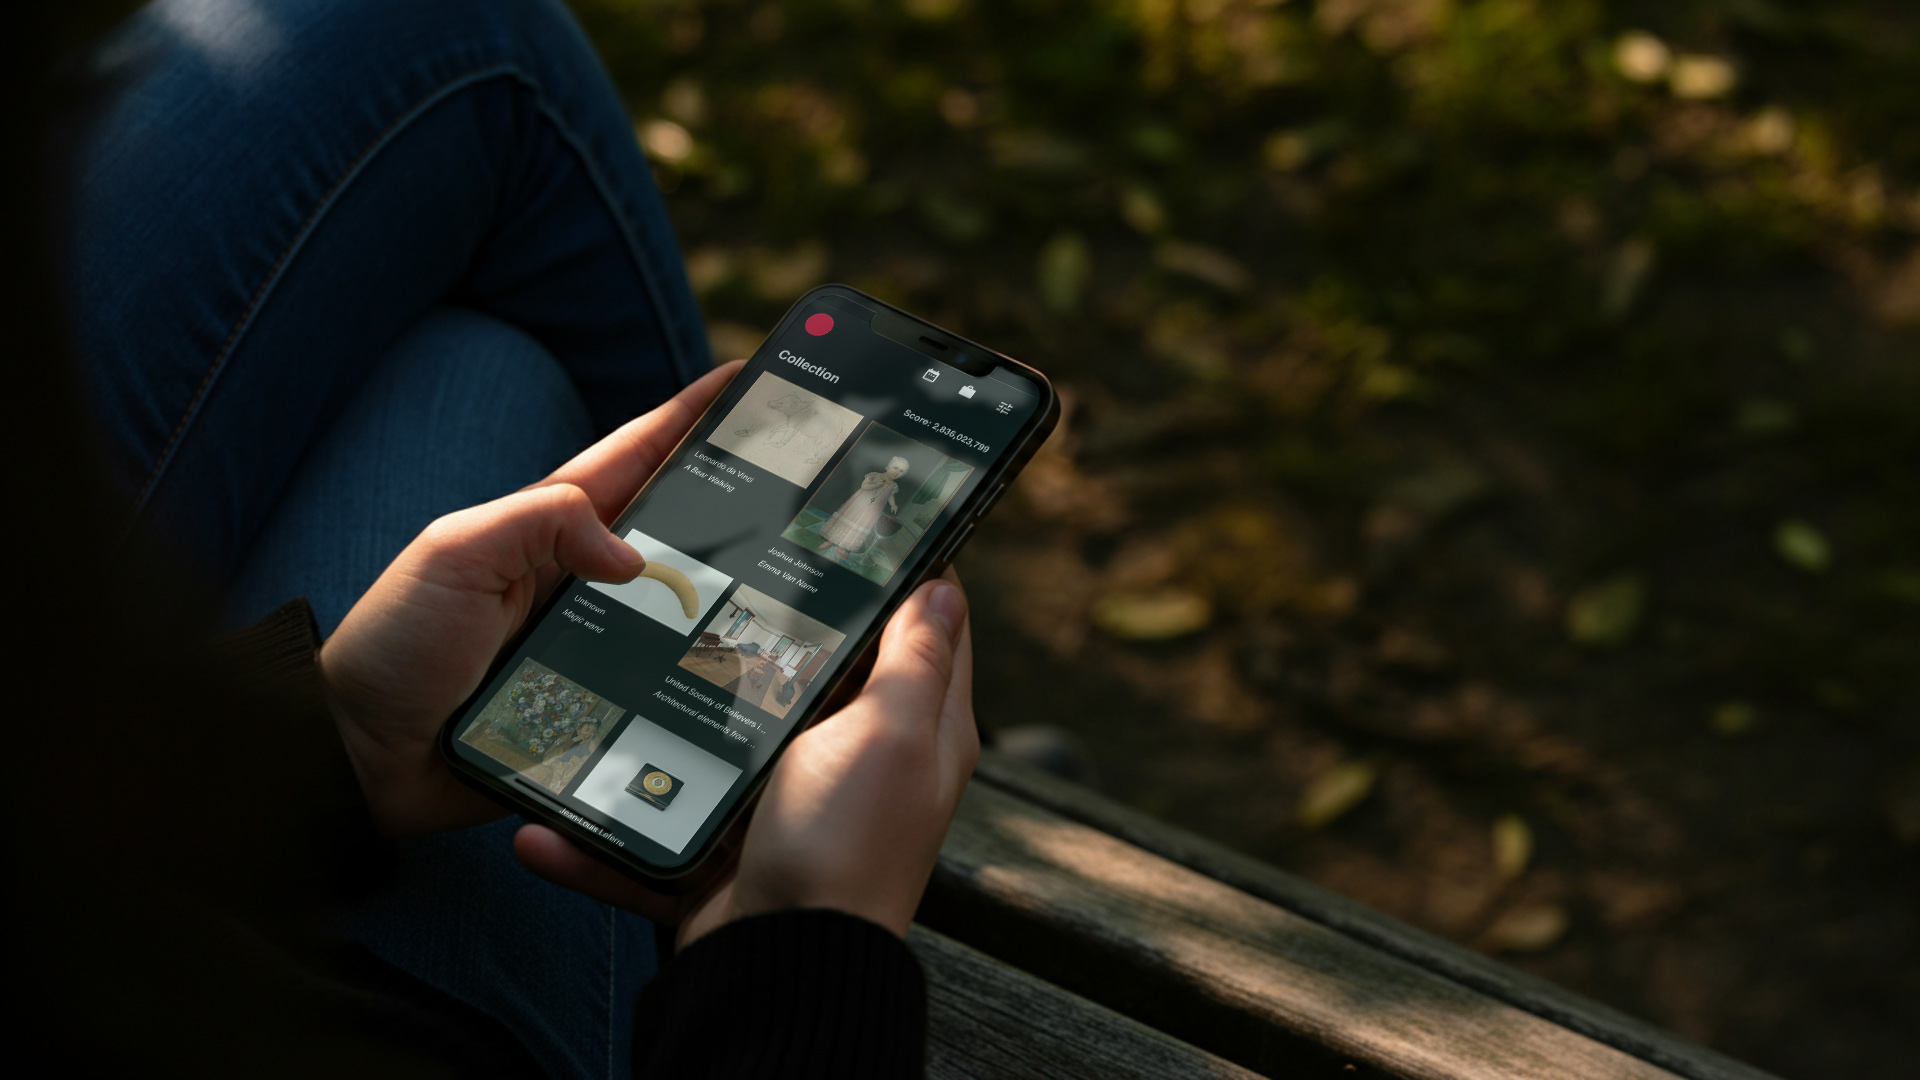 Collection
Score: 2,836,023,799
Leonardo da Vinci
A Bear Walking
Joshua Johnson
Emma Van Name
Unknown
Magic wand
United Society of Believers i...
Architectural elements from ...
Jean-Louis Leferre